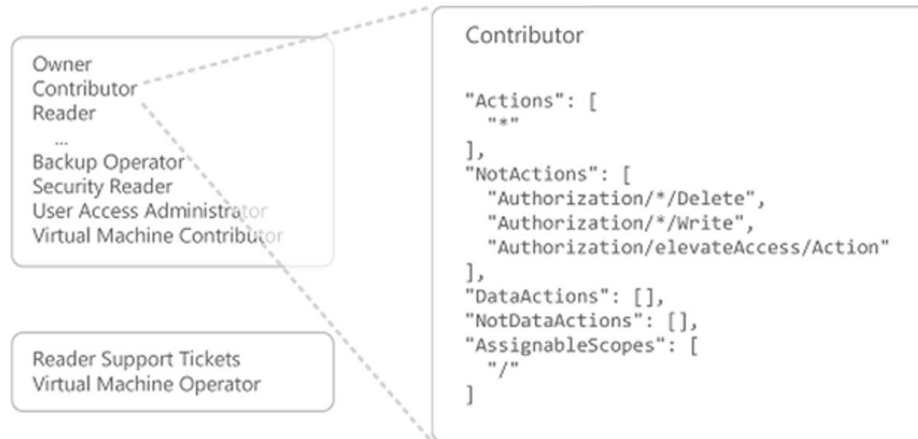 Owner
Contributor
Reader
...
Backup Operator
Security Reader
User Access Administrator
Virtual Machine Contributor
Reader Support Tickets
Virtual Machine Operator
Contributor
"Actions": [
"*"
],
"NotActions": [
"Authorization/*/Delete",
"Authorization/*/Write",
"Authorization/elevateAccess/Action"
],
"DataActions": [],
"NotDataActions": [],
"AssignableScopes": [
"/"
]